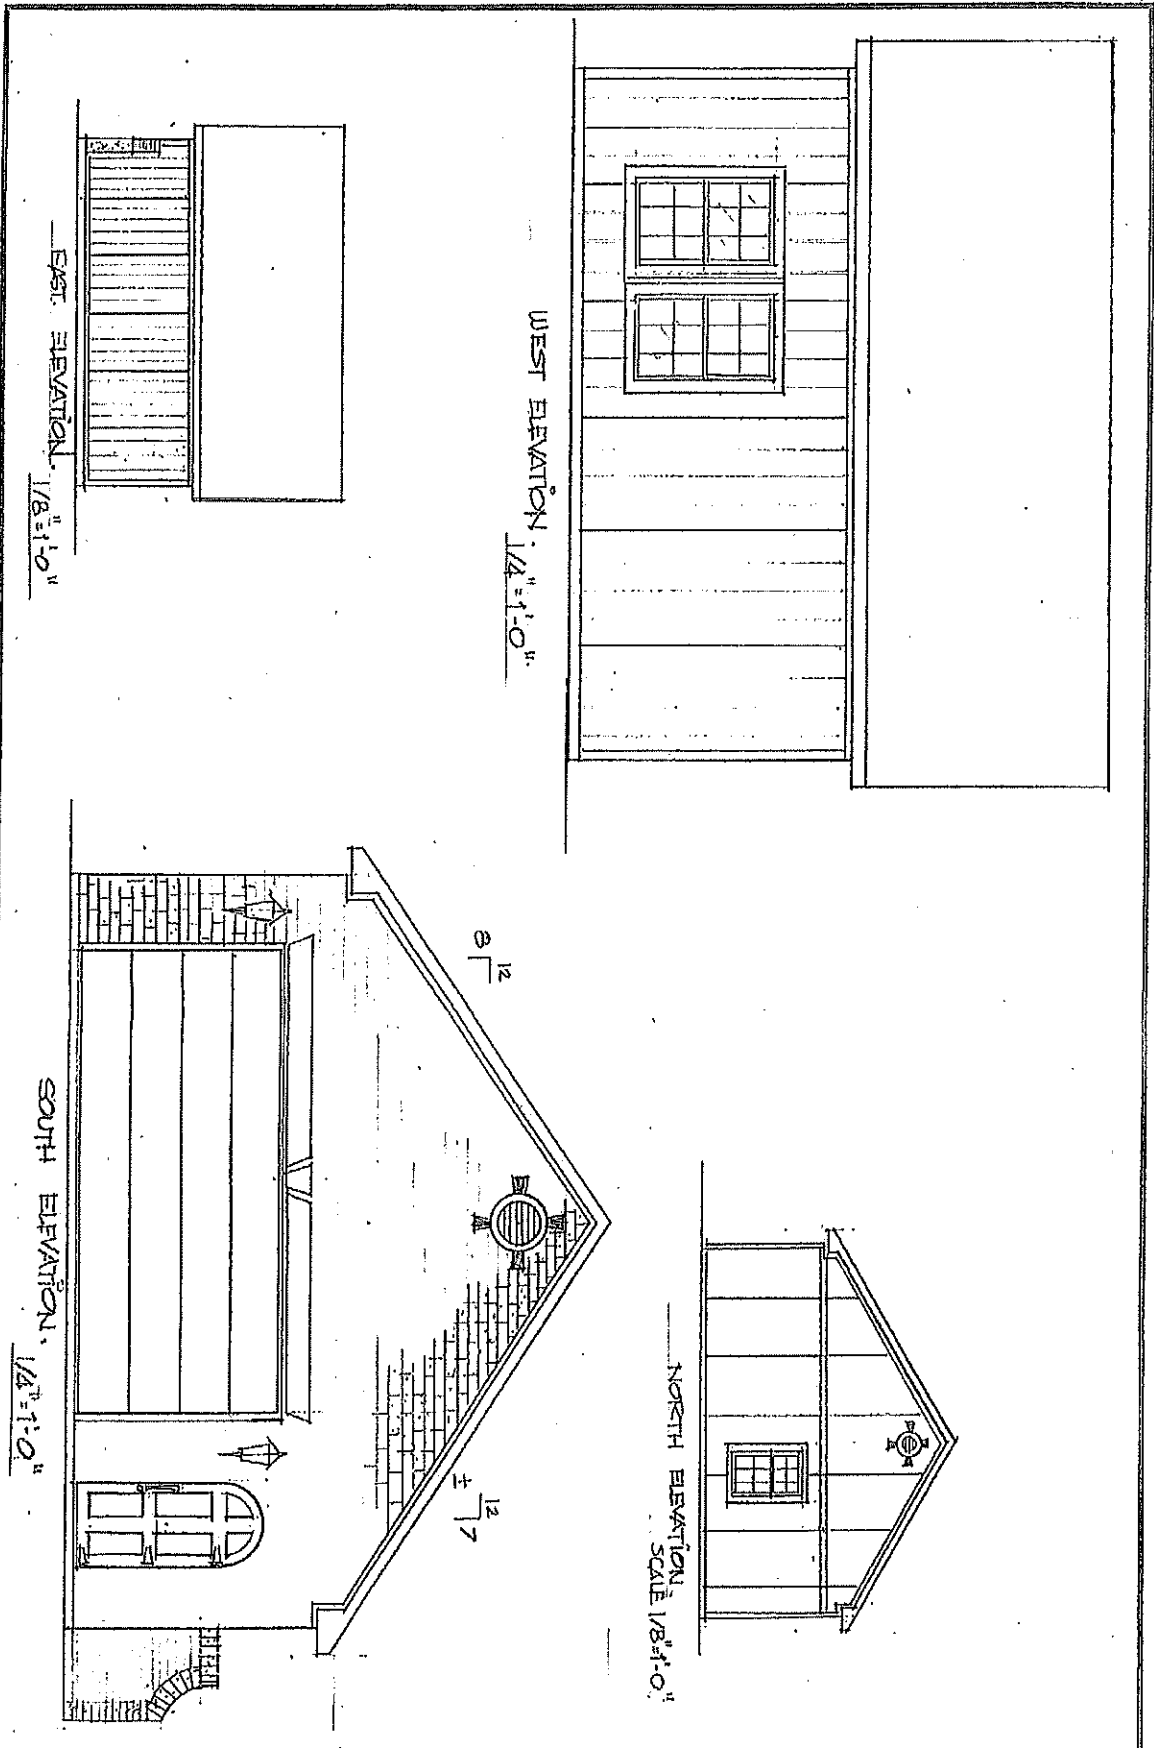 WEST ELEVATION.
1/4"=1'-0".
NORTH ELEVATION.
SCALE 1/8"=1'-0".
EAST. ELEVATION.
1/8"=1'-0"
12
8
12
± 7
SOUTH ELEVATION.
1/4"=1'-0"